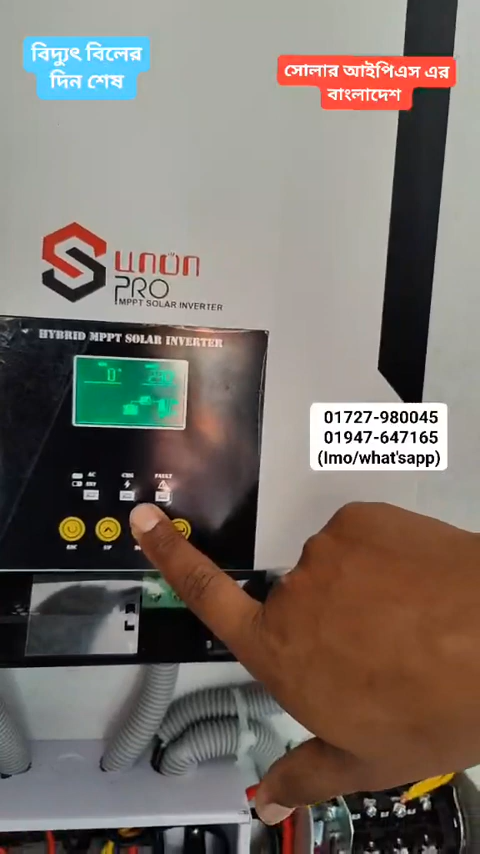 বিদ্যুৎ বিলের
দিন শেষ
সোলার আইপিএস এর
বাংলাদেশ
Sunon
PRO
MPPT SOLAR INVERTER
HYBRID MPPT SOLAR INVERTER
01727-980045
01947-647165
(Imo/what'sapp)
AC
INV
CHG
FAULT
ESC
UP